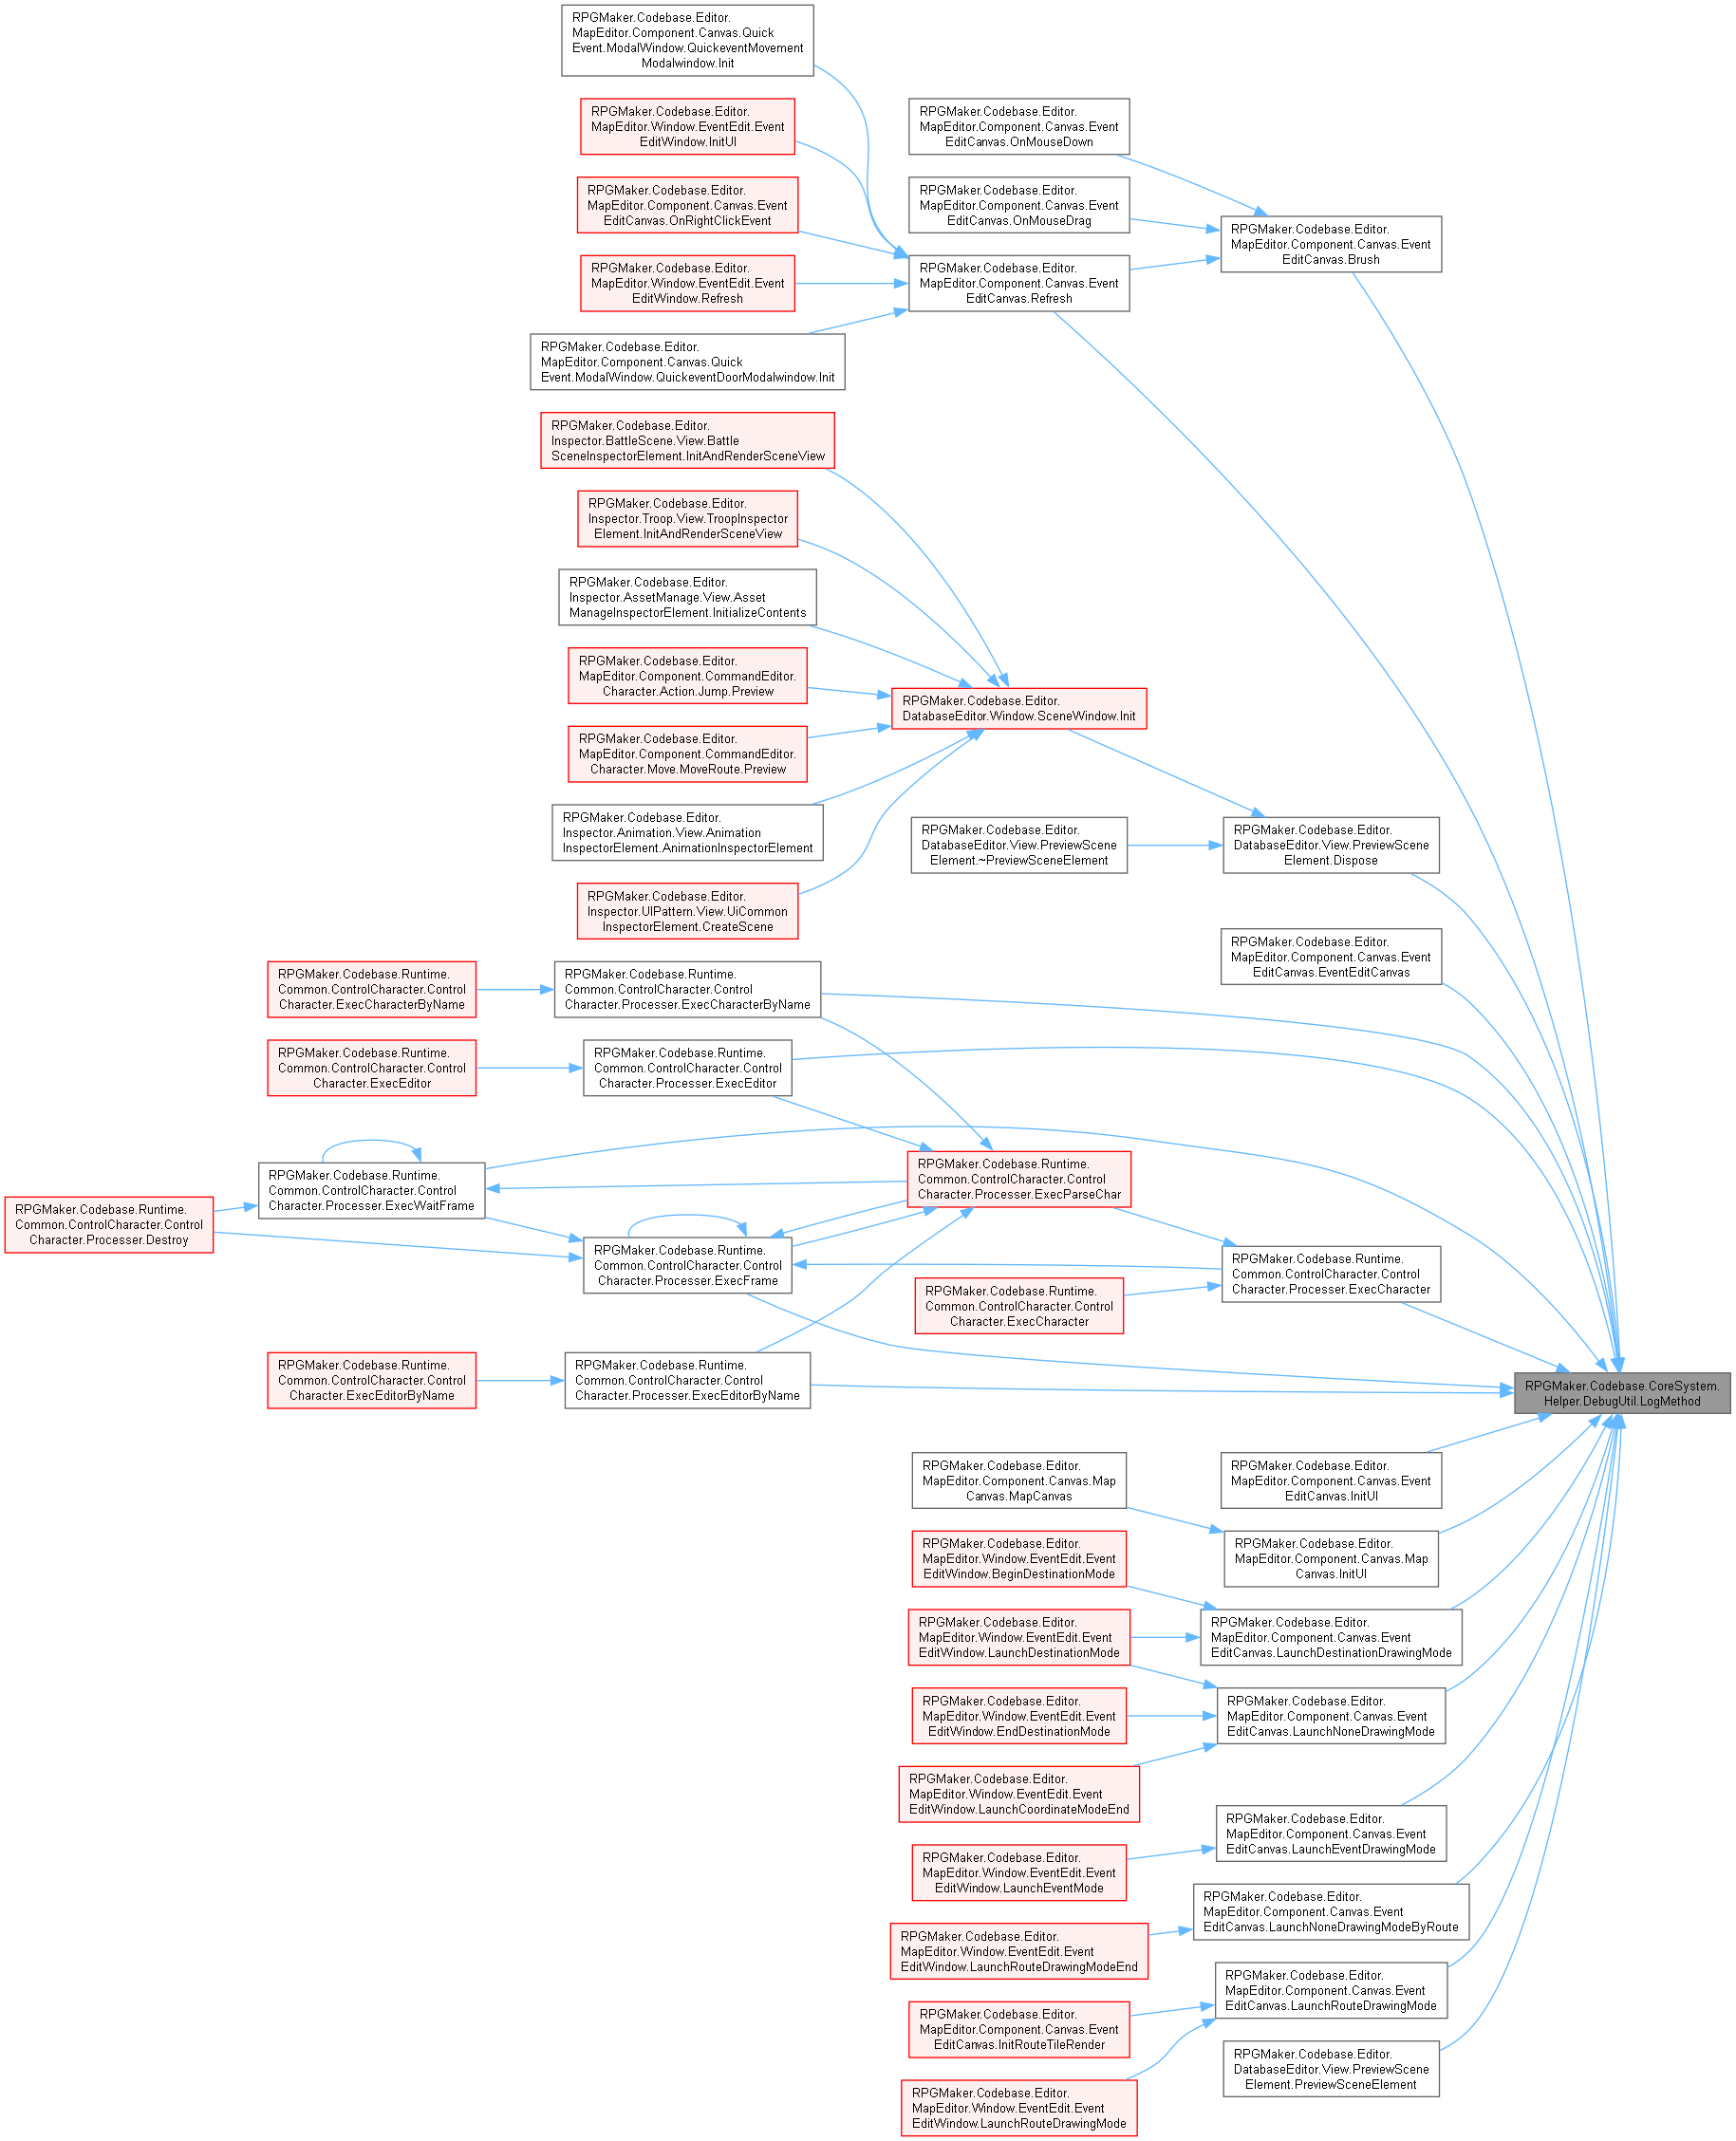 RPGMaker.Codebase.Editor.
MapEditor.Component.Canvas.Quick
Event.ModalWindow.QuickeventMovement
Modalwindow.Init
RPGMaker.Codebase.Editor.
MapEditor.Window.EventEdit.Event
EditWindow.InitUI
RPGMaker.Codebase.Editor.
MapEditor.Component.Canvas.Event
EditCanvas.OnMouseDown
RPGMaker.Codebase.Editor.
MapEditor.Component.Canvas.Event
EditCanvas.OnRightClickEvent
RPGMaker.Codebase.Editor.
MapEditor.Component.Canvas.Event
EditCanvas.OnMouseDrag
RPGMaker.Codebase.Editor.
MapEditor.Component.Canvas.Event
EditCanvas.Brush
RPGMaker.Codebase.Editor.
MapEditor.Window.EventEdit.Event
EditWindow.Refresh
RPGMaker.Codebase.Editor.
MapEditor.Component.Canvas.Event
EditCanvas.Refresh
RPGMaker.Codebase.Editor.
MapEditor.Component.Canvas.Quick
Event.ModalWindow.QuickeventDoorModalwindow.Init
RPGMaker.Codebase.Editor.
Inspector.BattleScene.View.Battle
SceneInspectorElement.InitAndRenderSceneView
RPGMaker.Codebase.Editor.
Inspector.Troop.View.TroopInspector
Element.InitAndRenderSceneView
RPGMaker.Codebase.Editor.
Inspector.AssetManage.View.Asset
ManageInspectorElement.InitializeContents
RPGMaker.Codebase.Editor.
MapEditor.Component.CommandEditor.
Character.Action.Jump.Preview
RPGMaker.Codebase.Editor.
DatabaseEditor.Window.SceneWindow.Init
RPGMaker.Codebase.Editor.
MapEditor.Component.CommandEditor.
Character.Move.MoveRoute.Preview
RPGMaker.Codebase.Editor.
Inspector.Animation.View.Animation
InspectorElement.AnimationInspectorElement
RPGMaker.Codebase.Editor.
DatabaseEditor.View.PreviewScene
Element.~PreviewSceneElement
RPGMaker.Codebase.Editor.
DatabaseEditor.View.PreviewScene
Element.Dispose
RPGMaker.Codebase.Editor.
Inspector.UIPattern.View.UiCommon
InspectorElement.CreateScene
RPGMaker.Codebase.Editor.
MapEditor.Component.Canvas.Event
EditCanvas.EventEditCanvas
RPGMaker.Codebase.Runtime.
Common.ControlCharacter.Control
Character.ExecCharacterByName
RPGMaker.Codebase.Runtime.
Common.ControlCharacter.Control
Character.Processer.ExecCharacterByName
RPGMaker.Codebase.Runtime.
Common.ControlCharacter.Control
Character.ExecEditor
RPGMaker.Codebase.Runtime.
Common.ControlCharacter.Control
Character.Processer.ExecEditor
RPGMaker.Codebase.Runtime.
Common.ControlCharacter.Control
Character.Processer.Destroy
RPGMaker.Codebase.Runtime.
Common.ControlCharacter.Control
Character.Processer.ExecWaitFrame
RPGMaker.Codebase.Runtime.
Common.ControlCharacter.Control
Character.Processer.ExecParseChar
RPGMaker.Codebase.Runtime.
Common.ControlCharacter.Control
Character.Processer.ExecFrame
RPGMaker.Codebase.Runtime.
Common.ControlCharacter.Control
Character.Processer.ExecCharacter
RPGMaker.Codebase.Runtime.
Common.ControlCharacter.Control
Character.ExecCharacter
RPGMaker.Codebase.Runtime.
Common.ControlCharacter.Control
Character.ExecEditorByName
RPGMaker.Codebase.Runtime.
Common.ControlCharacter.Control
Character.Processer.ExecEditorByName
RPGMaker.Codebase.CoreSystem.
Helper.DebugUtil.LogMethod
RPGMaker.Codebase.Editor.
MapEditor.Component.Canvas.Map
Canvas.MapCanvas
RPGMaker.Codebase.Editor.
MapEditor.Component.Canvas.Event
EditCanvas.InitUI
RPGMaker.Codebase.Editor.
MapEditor.Window.EventEdit.Event
EditWindow.BeginDestinationMode
RPGMaker.Codebase.Editor.
MapEditor.Component.Canvas.Map
Canvas.InitUI
RPGMaker.Codebase.Editor.
MapEditor.Window.EventEdit.Event
EditWindow.LaunchDestinationMode
RPGMaker.Codebase.Editor.
MapEditor.Component.Canvas.Event
EditCanvas.LaunchDestinationDrawingMode
RPGMaker.Codebase.Editor.
MapEditor.Window.EventEdit.Event
EditWindow.EndDestinationMode
RPGMaker.Codebase.Editor.
MapEditor.Component.Canvas.Event
EditCanvas.LaunchNoneDrawingMode
RPGMaker.Codebase.Editor.
MapEditor.Window.EventEdit.Event
EditWindow.LaunchCoordinateModeEnd
RPGMaker.Codebase.Editor.
MapEditor.Component.Canvas.Event
EditCanvas.LaunchEventDrawingMode
RPGMaker.Codebase.Editor.
MapEditor.Window.EventEdit.Event
EditWindow.LaunchEventMode
RPGMaker.Codebase.Editor.
MapEditor.Component.Canvas.Event
EditCanvas.LaunchNoneDrawingModeByRoute
RPGMaker.Codebase.Editor.
MapEditor.Window.EventEdit.Event
EditWindow.LaunchRouteDrawingModeEnd
RPGMaker.Codebase.Editor.
MapEditor.Component.Canvas.Event
EditCanvas.LaunchRouteDrawingMode
RPGMaker.Codebase.Editor.
MapEditor.Component.Canvas.Event
EditCanvas.InitRouteTileRender
RPGMaker.Codebase.Editor.
DatabaseEditor.View.PreviewScene
Element.PreviewSceneElement
RPGMaker.Codebase.Editor.
MapEditor.Window.EventEdit.Event
EditWindow.LaunchRouteDrawingMode